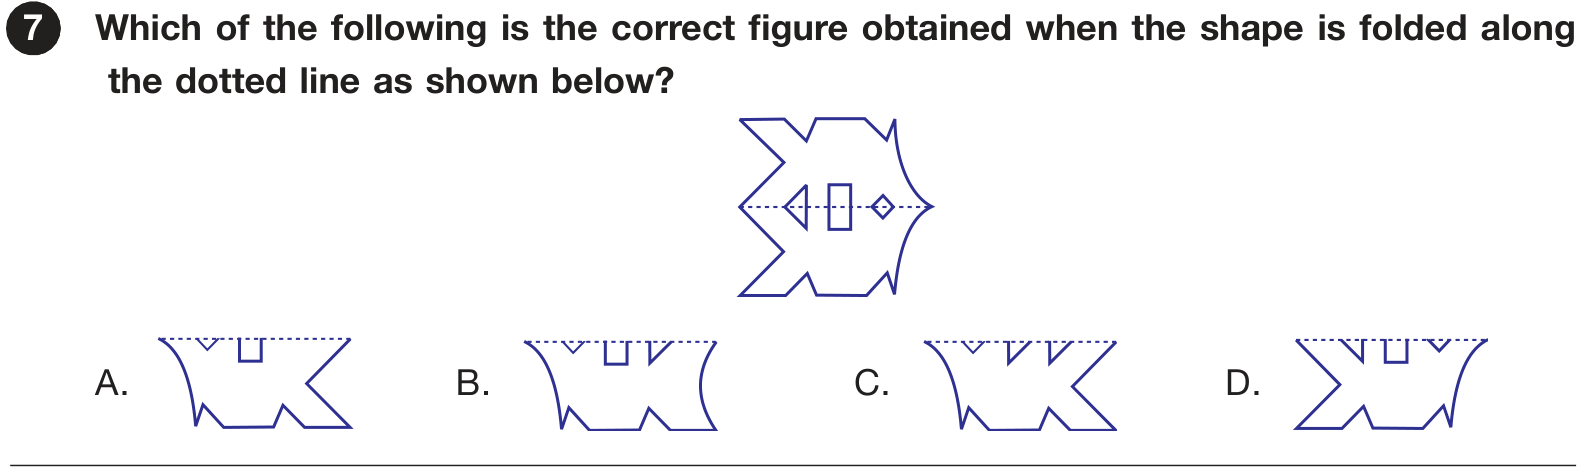 7 Which of the following is the correct figure obtained when the shape is folded along
the dotted line as shown below?
A. B. C. D.